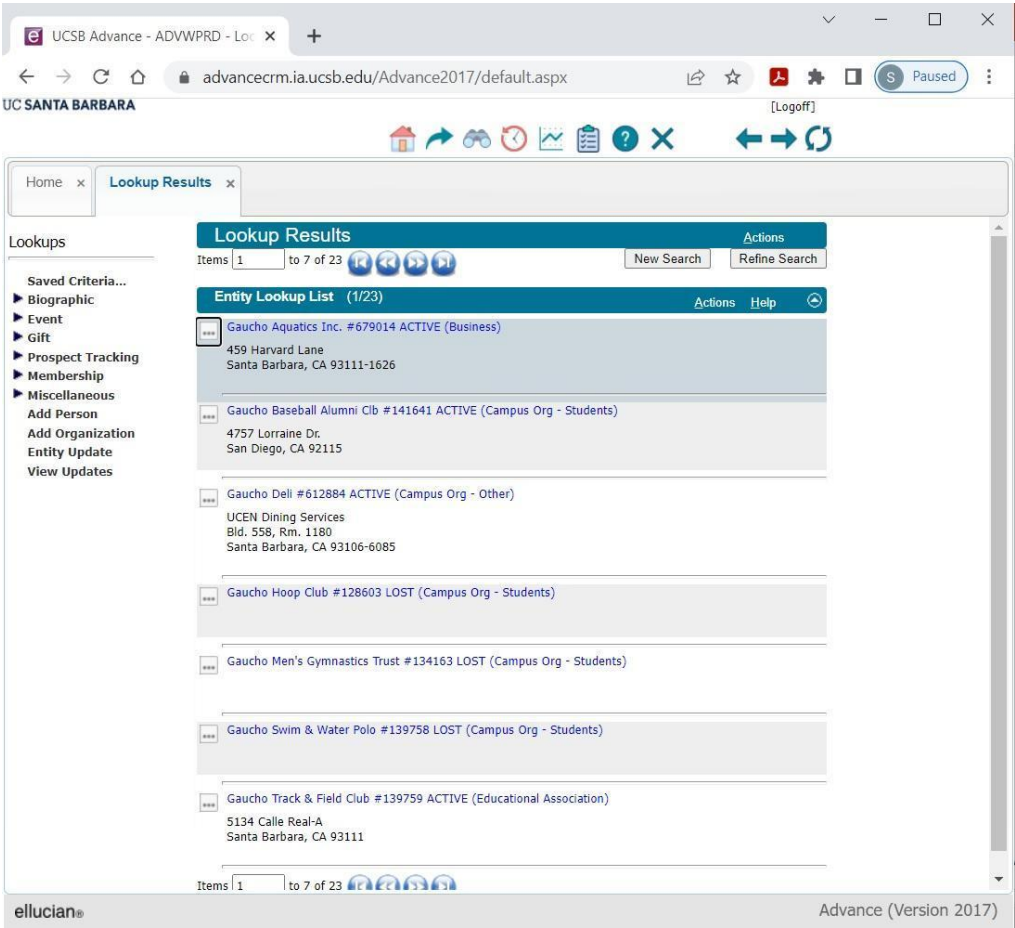 UCSB Advance - ADVWPRD - Loo
advancecrm.ia.ucsb.edu/Advance2017/default.aspx
S Paused
UC SANTA BARBARA
[Logoff]
Home x
Lookup Results x
Lookups
Saved Criteria...
Biographic
Event
Gift
Prospect Tracking
Membership
Miscellaneous
Add Person
Add Organization
Entity Update
View Updates
Lookup Results Actions
Items 1 to 7 of 23 New Search Refine Search
Entity Lookup List (1/23) Actions Help
Gaucho Aquatics Inc. #679014 ACTIVE (Business)
459 Harvard Lane
Santa Barbara, CA 93111-1626
Gaucho Baseball Alumni Clb #141641 ACTIVE (Campus Org - Students)
4757 Lorraine Dr.
San Diego, CA 92115
Gaucho Deli #612884 ACTIVE (Campus Org - Other)
UCEN Dining Services
Bld. 558, Rm. 1180
Santa Barbara, CA 93106-6085
Gaucho Hoop Club #128603 LOST (Campus Org - Students)
Gaucho Men's Gymnastics Trust #134163 LOST (Campus Org - Students)
Gaucho Swim & Water Polo #139758 LOST (Campus Org - Students)
Gaucho Track & Field Club #139759 ACTIVE (Educational Association)
5134 Calle Real-A
Santa Barbara, CA 93111
Items 1 to 7 of 23
ellucian®
Advance (Version 2017)